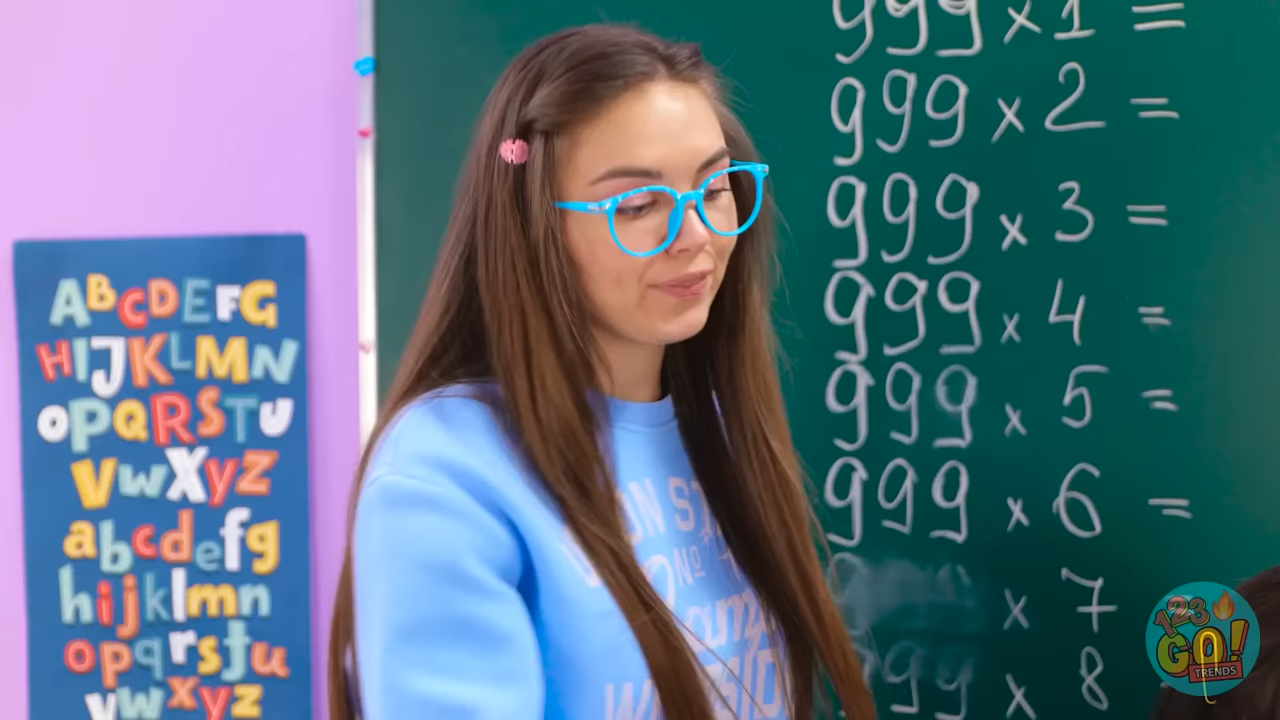 ABCDEFG
HIJKLMN
OPQRSTU
VWXYZ
abcdefg
hijklmn
opqrstu
vwxyz
999 x 1 =
999 x 2 =
999 x 3 =
999 x 4 =
999 x 5 =
999 x 6 =
x 7
x 8
123
GO!
TRENDS